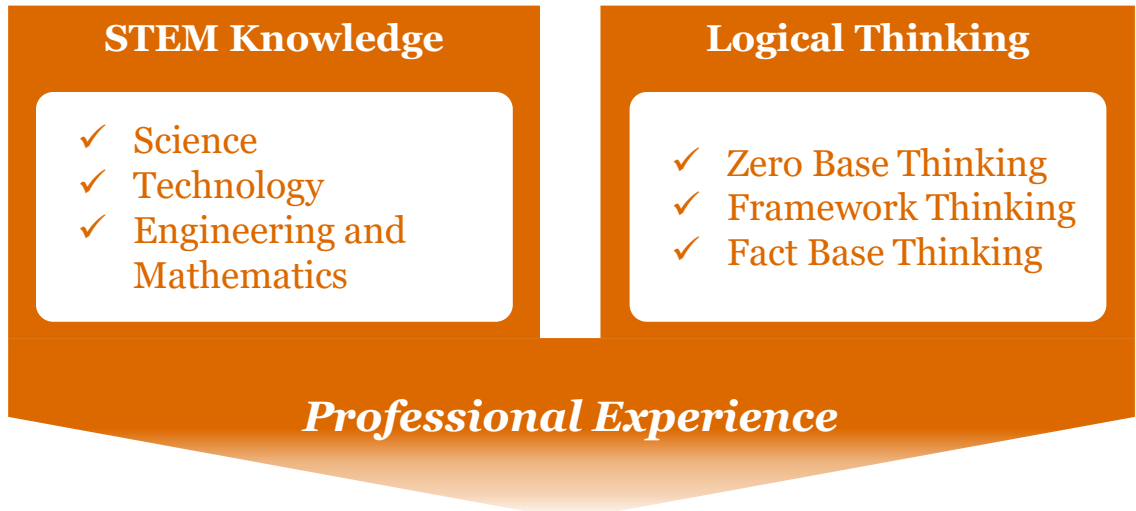 STEM Knowledge
✓ Science
✓ Technology
✓ Engineering and
Mathematics
Logical Thinking
✓ Zero Base Thinking
✓ Framework Thinking
✓ Fact Base Thinking
Professional Experience